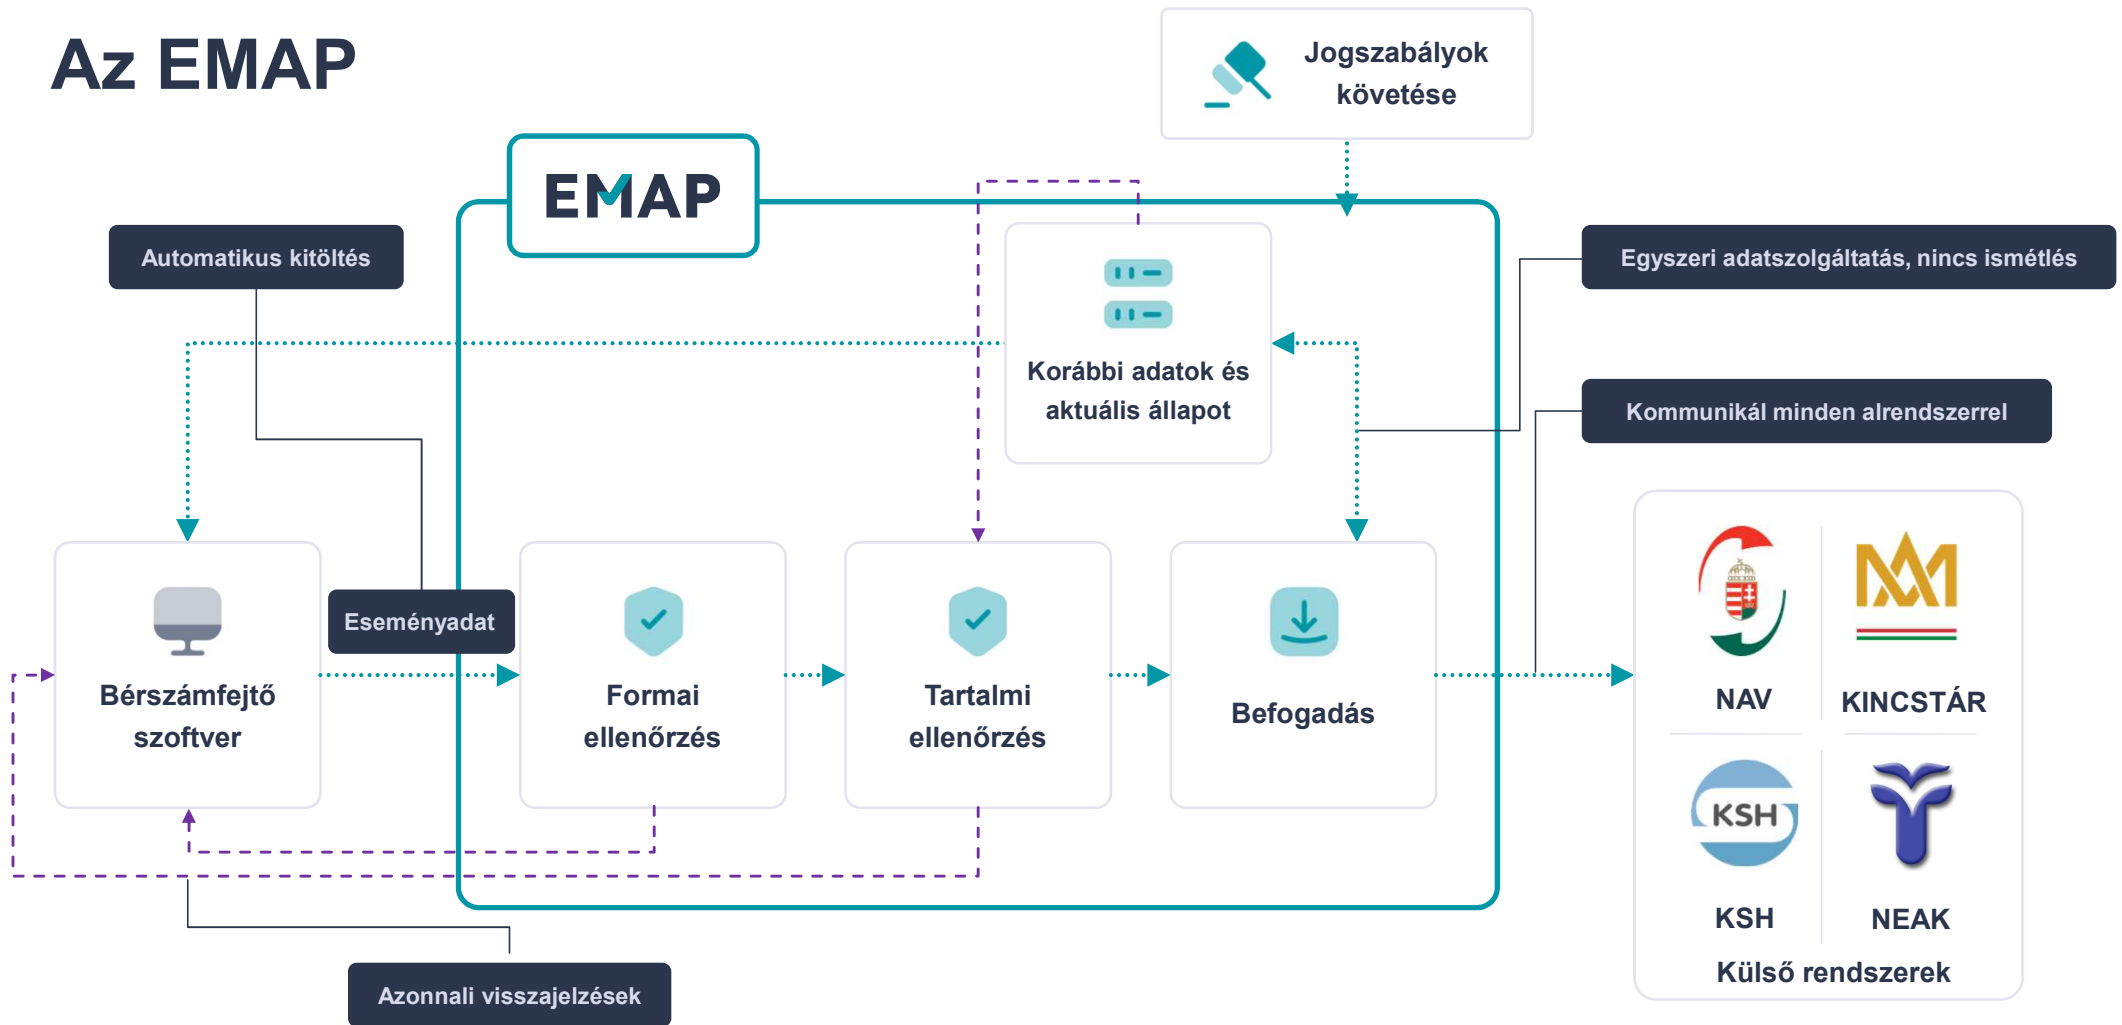 Az EMAP
Jogszabályok
követése
EMAP
Automatikus kitöltés
Egyszeri adatszolgáltatás, nincs ismétlés
Korábbi adatok és
aktuális állapot
Kommunikál minden alrendszerrel
Eseményadat
Bérszámfejtő
szoftver
Formai
ellenőrzés
Tartalmi
ellenőrzés
Befogadás
NAV
KINCSTÁR
KSH
KSH
NEAK
Külső rendszerek
Azonnali visszajelzések